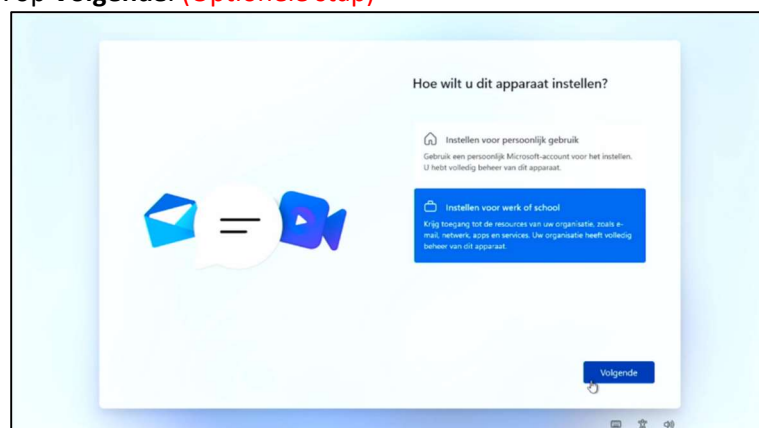 op Volgende. (Optionele stap)
Hoe wilt u dit apparaat instellen?
Instellen voor persoonlijk gebruik
Gebruik een persoonlijk Microsoft-account voor het instellen.
U hebt volledig beheer van dit apparaat.
Instellen voor werk of school
Krijg toegang tot de resources van uw organisatie, zoals e-
mail, netwerk, apps en services. Uw organisatie heeft volledig
beheer van dit apparaat.
Volgende